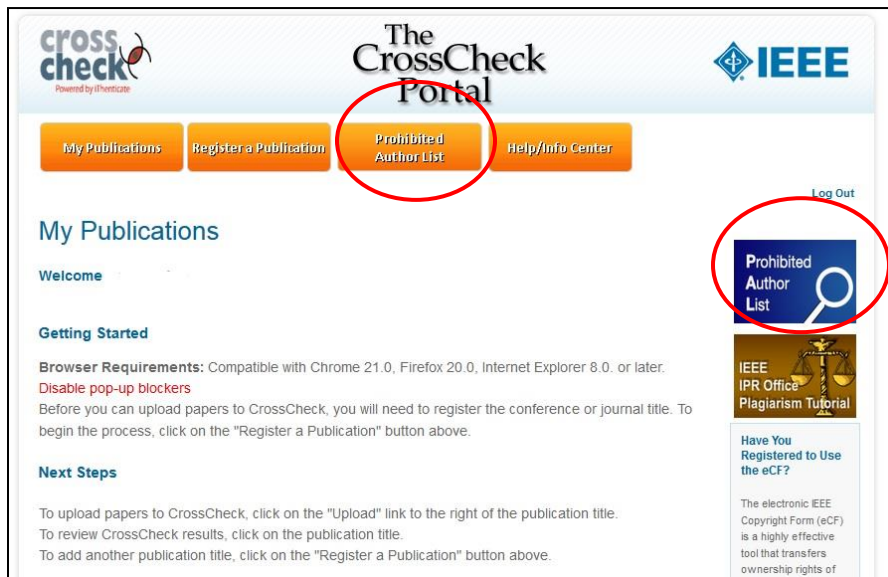 cross
check
Powered by iThenticate
The
CrossCheck
Portal
IEEE
My Publications
Register a Publication
Prohibited
Author List
Help/Info Center
Log Out
My Publications
Welcome
Getting Started
Browser Requirements: Compatible with Chrome 21.0, Firefox 20.0, Internet Explorer 8.0. or later.
Disable pop-up blockers
Before you can upload papers to CrossCheck, you will need to register the conference or journal title. To
begin the process, click on the "Register a Publication" button above.
Next Steps
To upload papers to CrossCheck, click on the "Upload" link to the right of the publication title.
To review CrossCheck results, click on the publication title.
To add another publication title, click on the "Register a Publication" button above.
Prohibited
Author
List
IEEE
IPR Office
Plagiarism Tutorial
Have You
Registered to Use
the eCF?
The electronic IEEE
Copyright Form (eCF)
is a highly effective
tool that transfers
ownership rights of